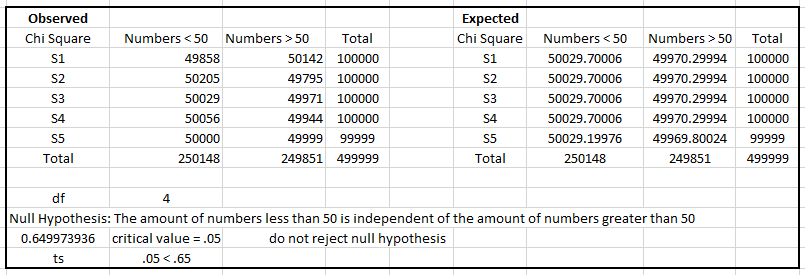 Observed Expected
Chi Square Numbers < 50 Numbers > 50 Total Chi Square Numbers < 50 Numbers > 50 Total
S1 49858 50142 100000 S1 50029.70006 49970.29994 100000
S2 50205 49795 100000 S2 50029.70006 49970.29994 100000
S3 50029 49971 100000 S3 50029.70006 49970.29994 100000
S4 50056 49944 100000 S4 50029.70006 49970.29994 100000
S5 50000 49999 99999 S5 50029.19976 49969.80024 99999
Total 250148 249851 499999 Total 250148 249851 499999
df 4
Null Hypothesis: The amount of numbers less than 50 is independent of the amount of numbers greater than 50
0.649973936 critical value = .05 do not reject null hypothesis
ts .05 < .65